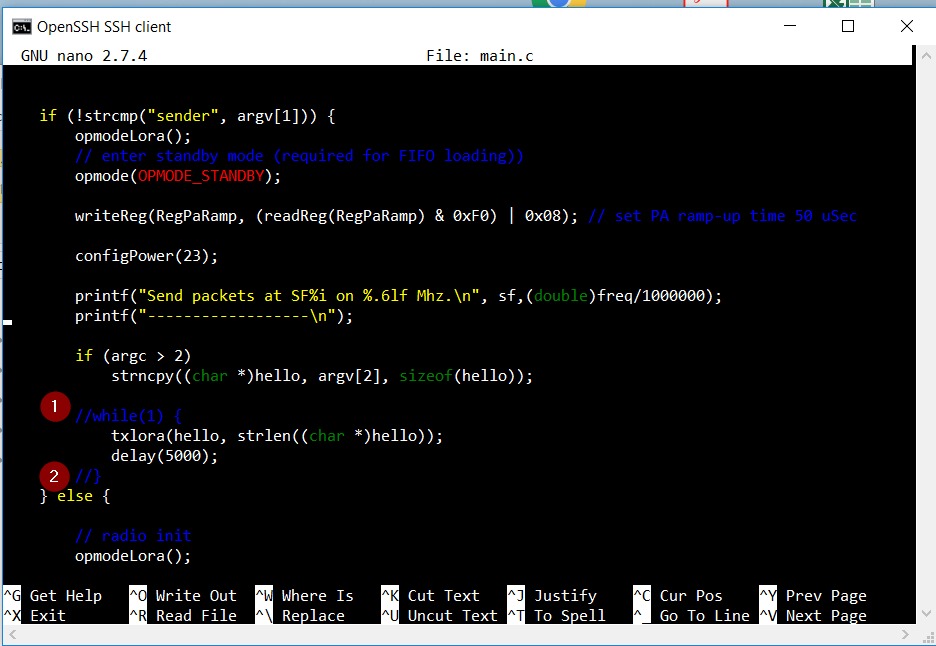 OpenSSH SSH client
GNU nano 2.7.4 File: main.c
if (!strcmp("sender", argv[1])) {
opmodeLora();
// enter standby mode (required for FIFO loading))
opmode(OPMODE_STANDBY);
writeReg(RegPaRamp, (readReg(RegPaRamp) & 0xF0) | 0x08); // set PA ramp-up time 50 uSec
configPower(23);
printf("Send packets at SF%i on %.6lf Mhz.\n", sf,(double)freq/1000000);
printf("------------------\n");
if (argc > 2)
strncpy((char *)hello, argv[2], sizeof(hello));
1 //while(1) {
txlora(hello, strlen((char *)hello));
delay(5000);
2 //}
} else {
// radio init
opmodeLora();
^G Get Help ^O Write Out ^W Where Is ^K Cut Text ^J Justify ^C Cur Pos ^Y Prev Page
^X Exit ^R Read File ^\ Replace ^U Uncut Text ^T To Spell ^_ Go To Line ^V Next Page